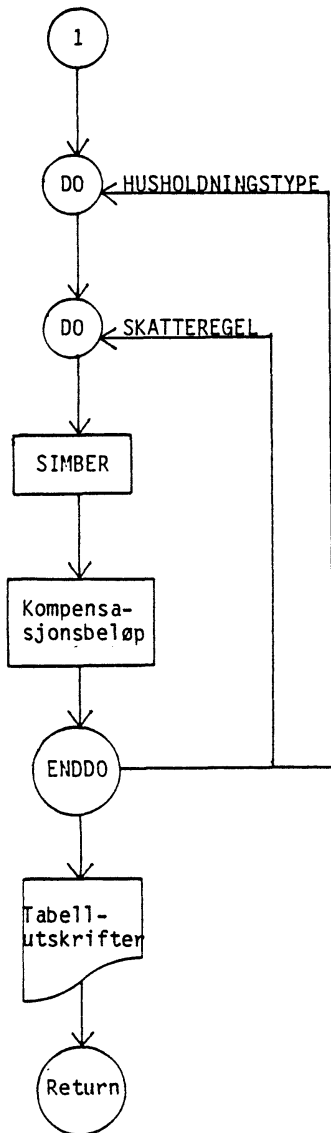 1
DO HUSHOLDNINGSTYPE
DO SKATTEREGEL
SIMBER
Kompensa-
sjonsbeløp
ENDDO
Tabell-
utskrifter
Return